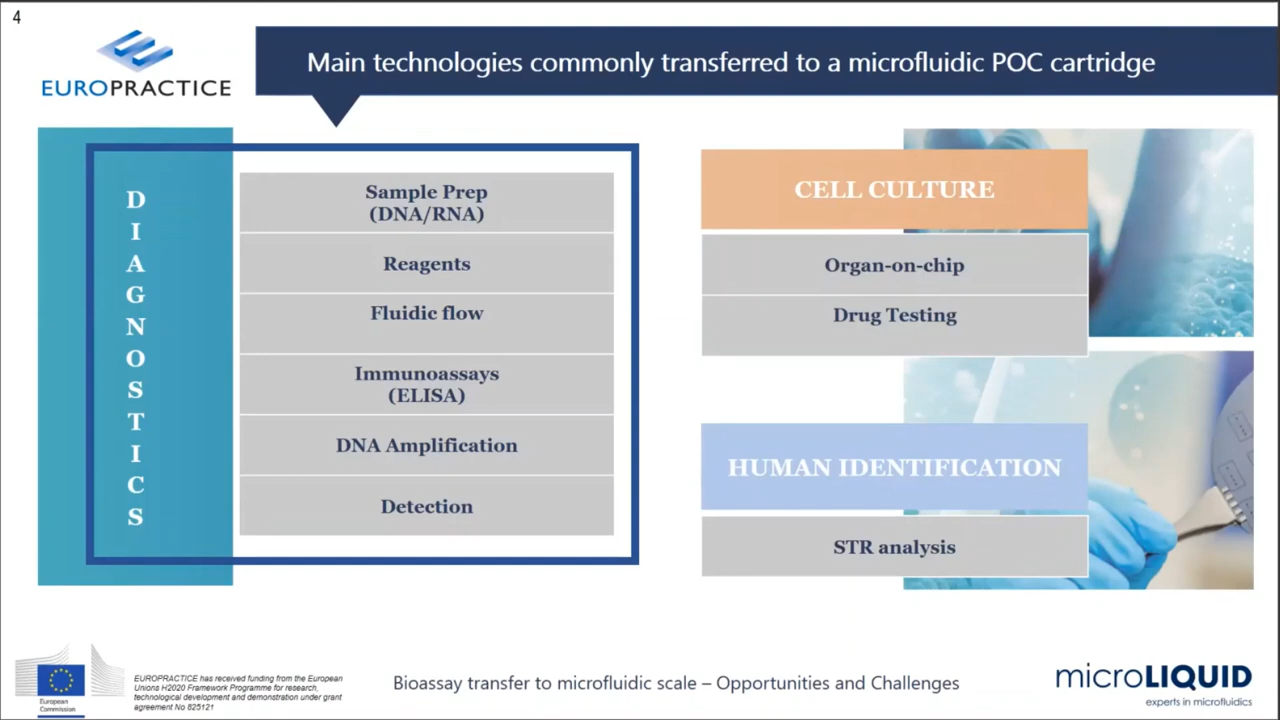 4
EUROPRACTICE
Main technologies commonly transferred to a microfluidic POC cartridge
DIAGNOSTICS
Sample Prep
(DNA/RNA)
Reagents
Fluidic flow
Immunoassays
(ELISA)
DNA Amplification
Detection
CELL CULTURE
Organ-on-chip
Drug Testing
HUMAN IDENTIFICATION
STR analysis
European
Commission
EUROPRACTICE has received funding from the European
Unions H2020 Framework Programme for research,
technological development and demonstration under grant
agreement No 825121
Bioassay transfer to microfluidic scale – Opportunities and Challenges
microLIQUID
experts in microfluidics